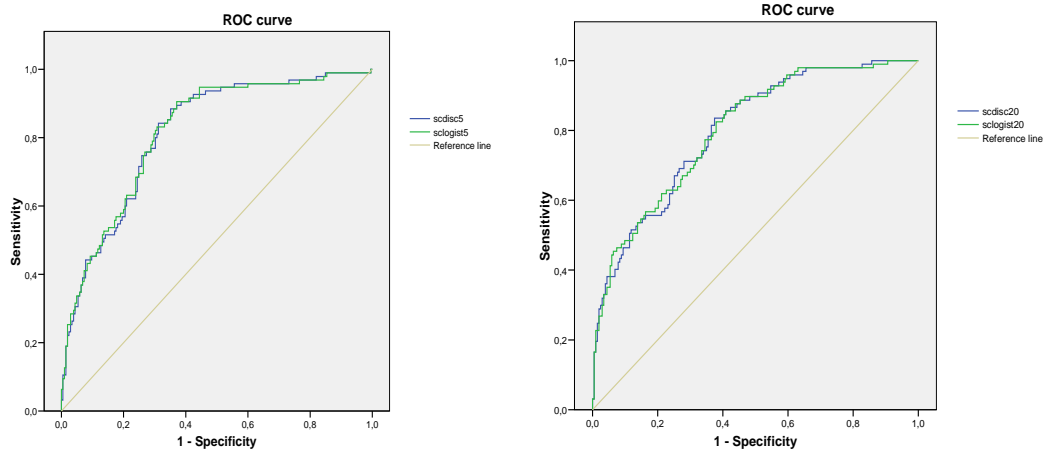 ROC curve
1,0
0,8
0,6
0,4
0,2
0,0
Sensitivity
0,0 0,2 0,4 0,6 0,8 1,0
1 - Specificity
scdisc5
sclogist5
Reference line
ROC curve
1,0
0,8
0,6
0,4
0,2
0,0
Sensitivity
0,0 0,2 0,4 0,6 0,8 1,0
1 - Specificity
scdisc20
sclogist20
Reference line